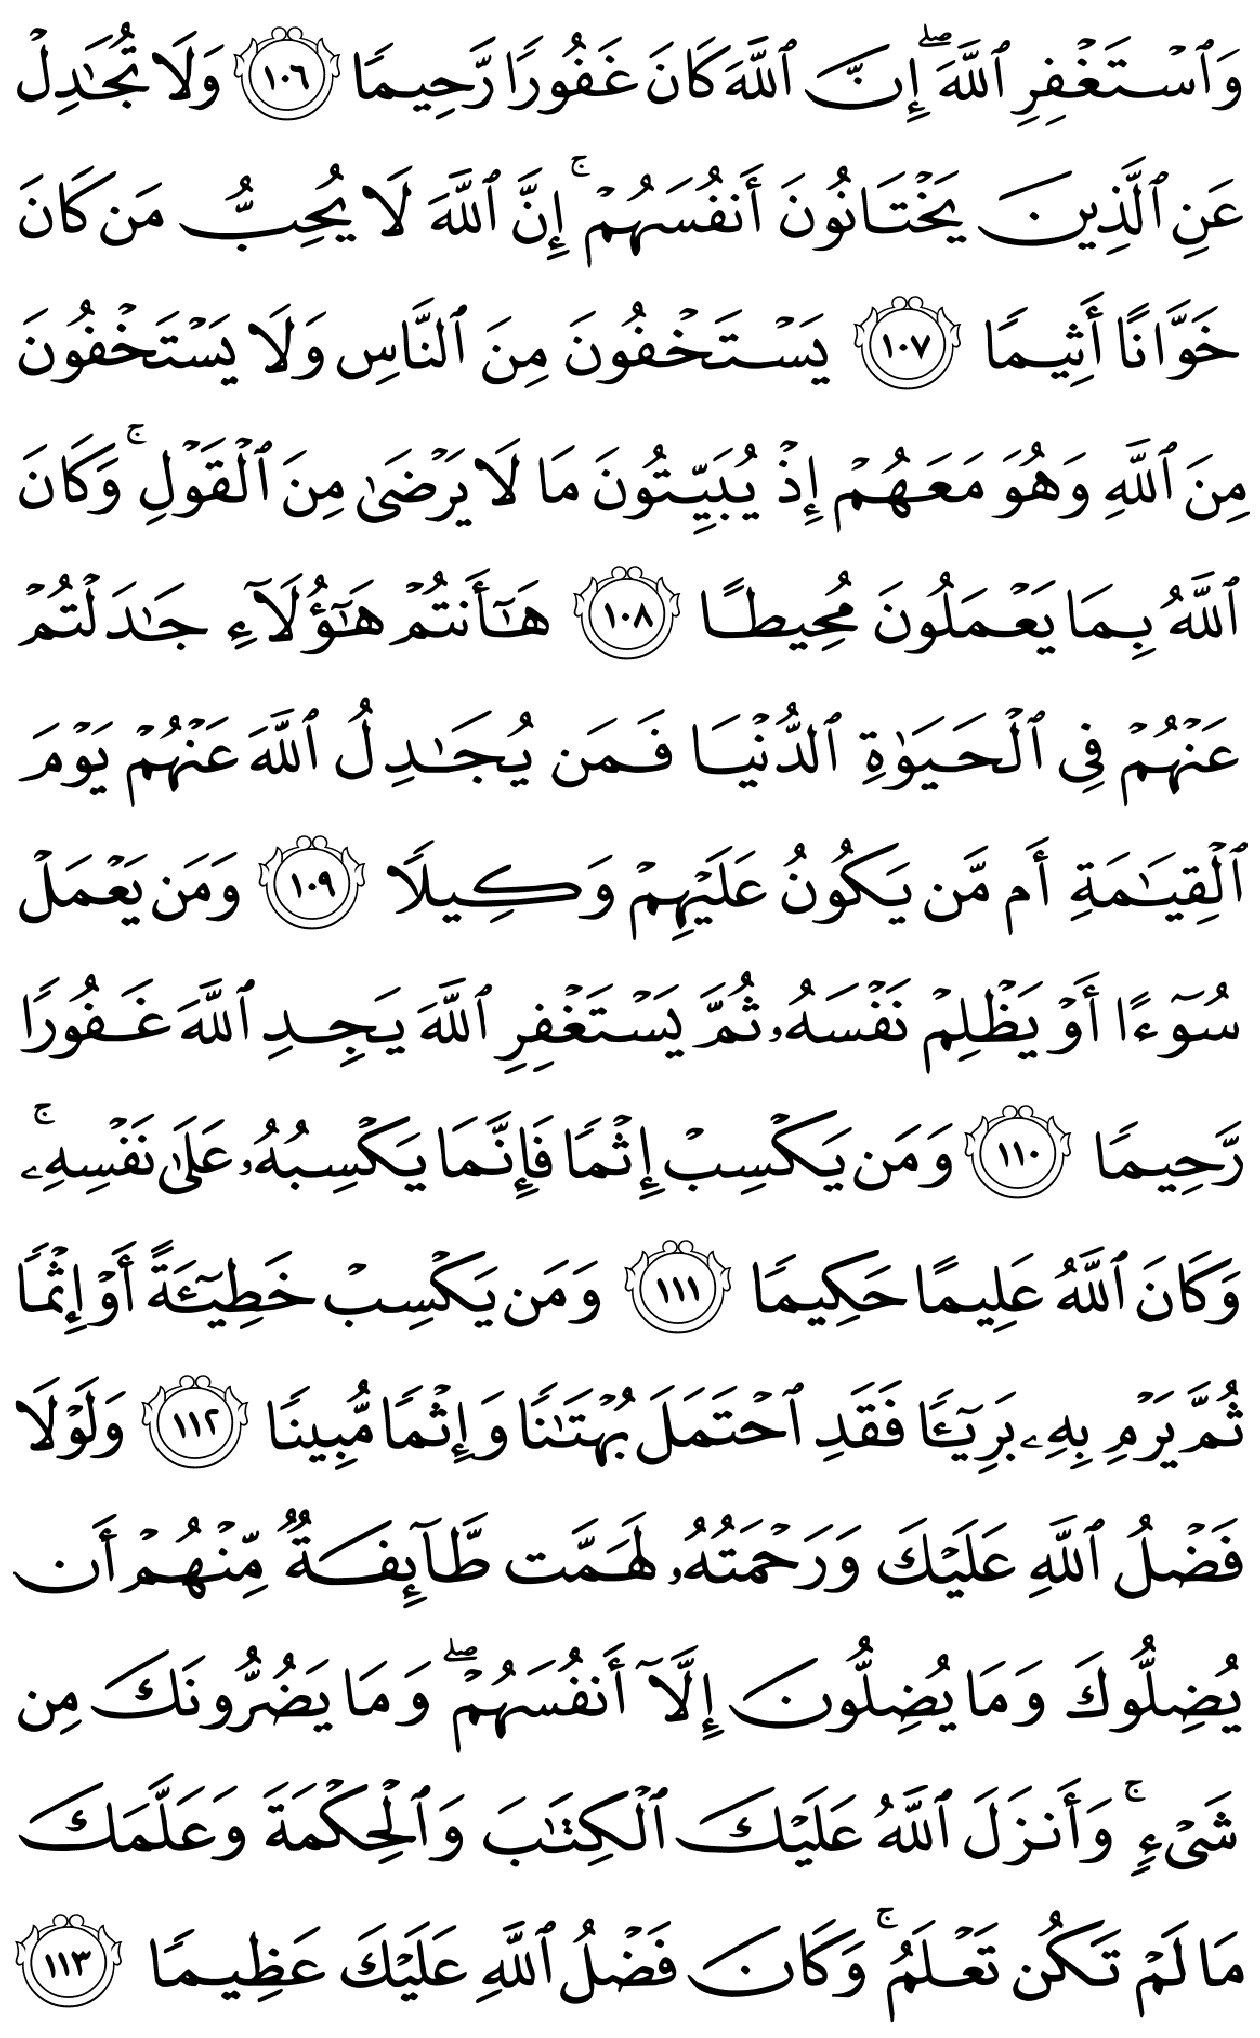 وَٱسْتَغْفِرِ ٱللَّهَ ۖ إِنَّ ٱللَّهَ كَانَ غَفُورًا رَّحِيمًا ١٠٦ وَلَا تُجَـٰدِلْ
عَنِ ٱلَّذِينَ يَخْتَانُونَ أَنفُسَهُمْ ۚ إِنَّ ٱللَّهَ لَا يُحِبُّ مَن كَانَ
خَوَّانًا أَثِيمًا ١٠٧ يَسْتَخْفُونَ مِنَ ٱلنَّاسِ وَلَا يَسْتَخْفُونَ
مِنَ ٱللَّهِ وَهُوَ مَعَهُمْ إِذْ يُبَيِّتُونَ مَا لَا يَرْضَىٰ مِنَ ٱلْقَوْلِ ۚ وَكَانَ
ٱللَّهُ بِمَا يَعْمَلُونَ مُحِيطًا ١٠٨ هَـٰٓأَنتُمْ هَـٰٓؤُلَآءِ جَـٰدَلْتُمْ
عَنْهُمْ فِى ٱلْحَيَوٰةِ ٱلدُّنْيَا فَمَن يُجَـٰدِلُ ٱللَّهَ عَنْهُمْ يَوْمَ
ٱلْقِيَـٰمَةِ أَم مَّن يَكُونُ عَلَيْهِمْ وَكِيلًا ١٠٩ وَمَن يَعْمَلْ
سُوٓءًا أَوْ يَظْلِمْ نَفْسَهُۥ ثُمَّ يَسْتَغْفِرِ ٱللَّهَ يَجِدِ ٱللَّهَ غَفُورًا
رَّحِيمًا ١١٠ وَمَن يَكْسِبْ إِثْمًا فَإِنَّمَا يَكْسِبُهُۥ عَلَىٰ نَفْسِهِۦ ۚ
وَكَانَ ٱللَّهُ عَلِيمًا حَكِيمًا ١١١ وَمَن يَكْسِبْ خَطِيٓـَٔةً أَوْ إِثْمًا
ثُمَّ يَرْمِ بِهِۦ بَرِيٓـًٔا فَقَدِ ٱحْتَمَلَ بُهْتَـٰنًا وَإِثْمًا مُّبِينًا ١١٢ وَلَوْلَا
فَضْلُ ٱللَّهِ عَلَيْكَ وَرَحْمَتُهُۥ لَهَمَّت طَّآئِفَةٌ مِّنْهُمْ أَن
يُضِلُّوكَ وَمَا يُضِلُّونَ إِلَّآ أَنفُسَهُمْ ۖ وَمَا يَضُرُّونَكَ مِن
شَىْءٍ ۚ وَأَنزَلَ ٱللَّهُ عَلَيْكَ ٱلْكِتَـٰبَ وَٱلْحِكْمَةَ وَعَلَّمَكَ
مَا لَمْ تَكُن تَعْلَمُ ۚ وَكَانَ فَضْلُ ٱللَّهِ عَلَيْكَ عَظِيمًا ١١٣